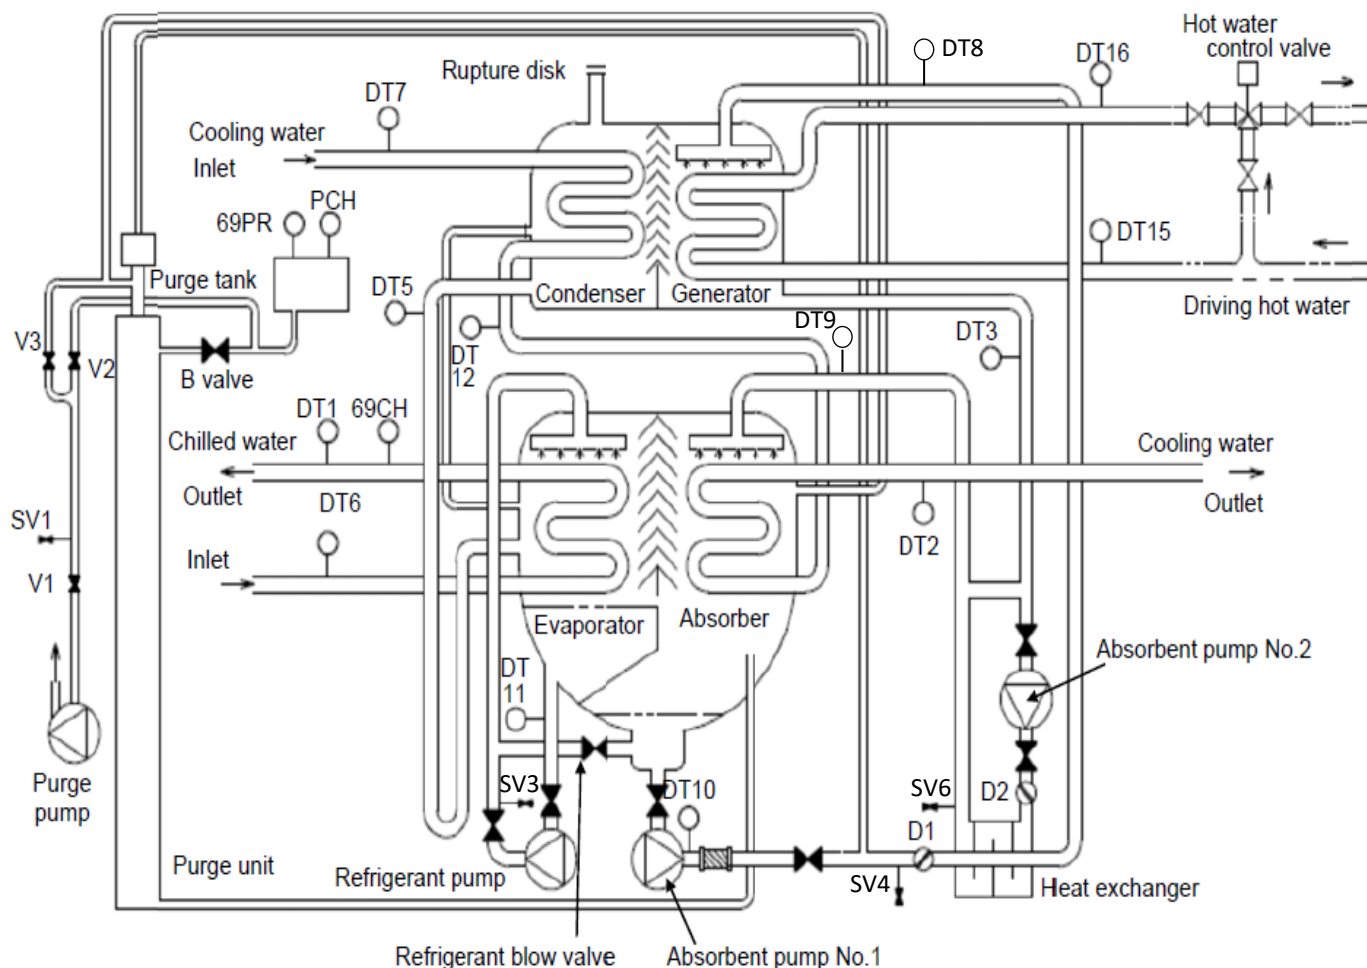 Hot water
control valve
DT8
DT16
Rupture disk
DT7
Cooling water
Inlet
PCH
69PR
DT15
Purge tank
DT5
Condenser
Generator
Driving hot water
DT9
DT3
V3
V2
DT
12
B valve
DT1
69CH
Chilled water
Outlet
Cooling water
Outlet
DT6
SV1
DT2
Inlet
V1
Evaporator
Absorber
Absorbent pump No.2
DT
11
Purge
pump
SV3
DT10
SV6
D2
D1
Purge unit
Refrigerant pump
SV4
Heat exchanger
Refrigerant blow valve
Absorbent pump No.1